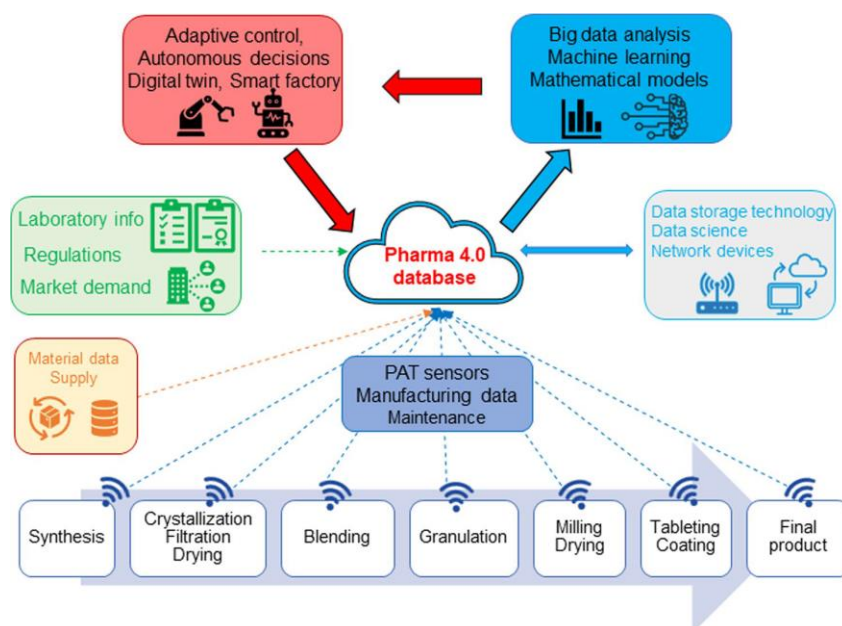 Adaptive control,
Autonomous decisions
Digital twin, Smart factory
Big data analysis
Machine learning
Mathematical models
Laboratory info
Regulations
Market demand
Pharma 4.0
database
Data storage technology
Data science
Network devices
Material data
Supply
PAT sensors
Manufacturing data
Maintenance
Synthesis
Crystallization
Filtration
Drying
Blending
Granulation
Milling
Drying
Tableting
Coating
Final
product